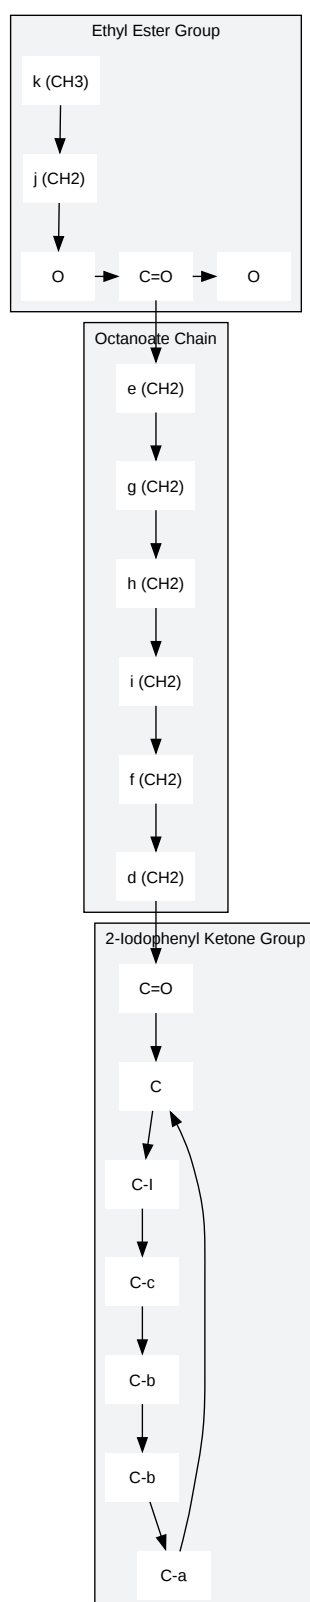 Ethyl Ester Group
k (CH3)
j (CH2)
O C=O O
Octanoate Chain
e (CH2)
g (CH2)
h (CH2)
i (CH2)
f (CH2)
d (CH2)
2-Iodophenyl Ketone Group
C=O
C
C-I
C-c
C-b
C-b
C-a